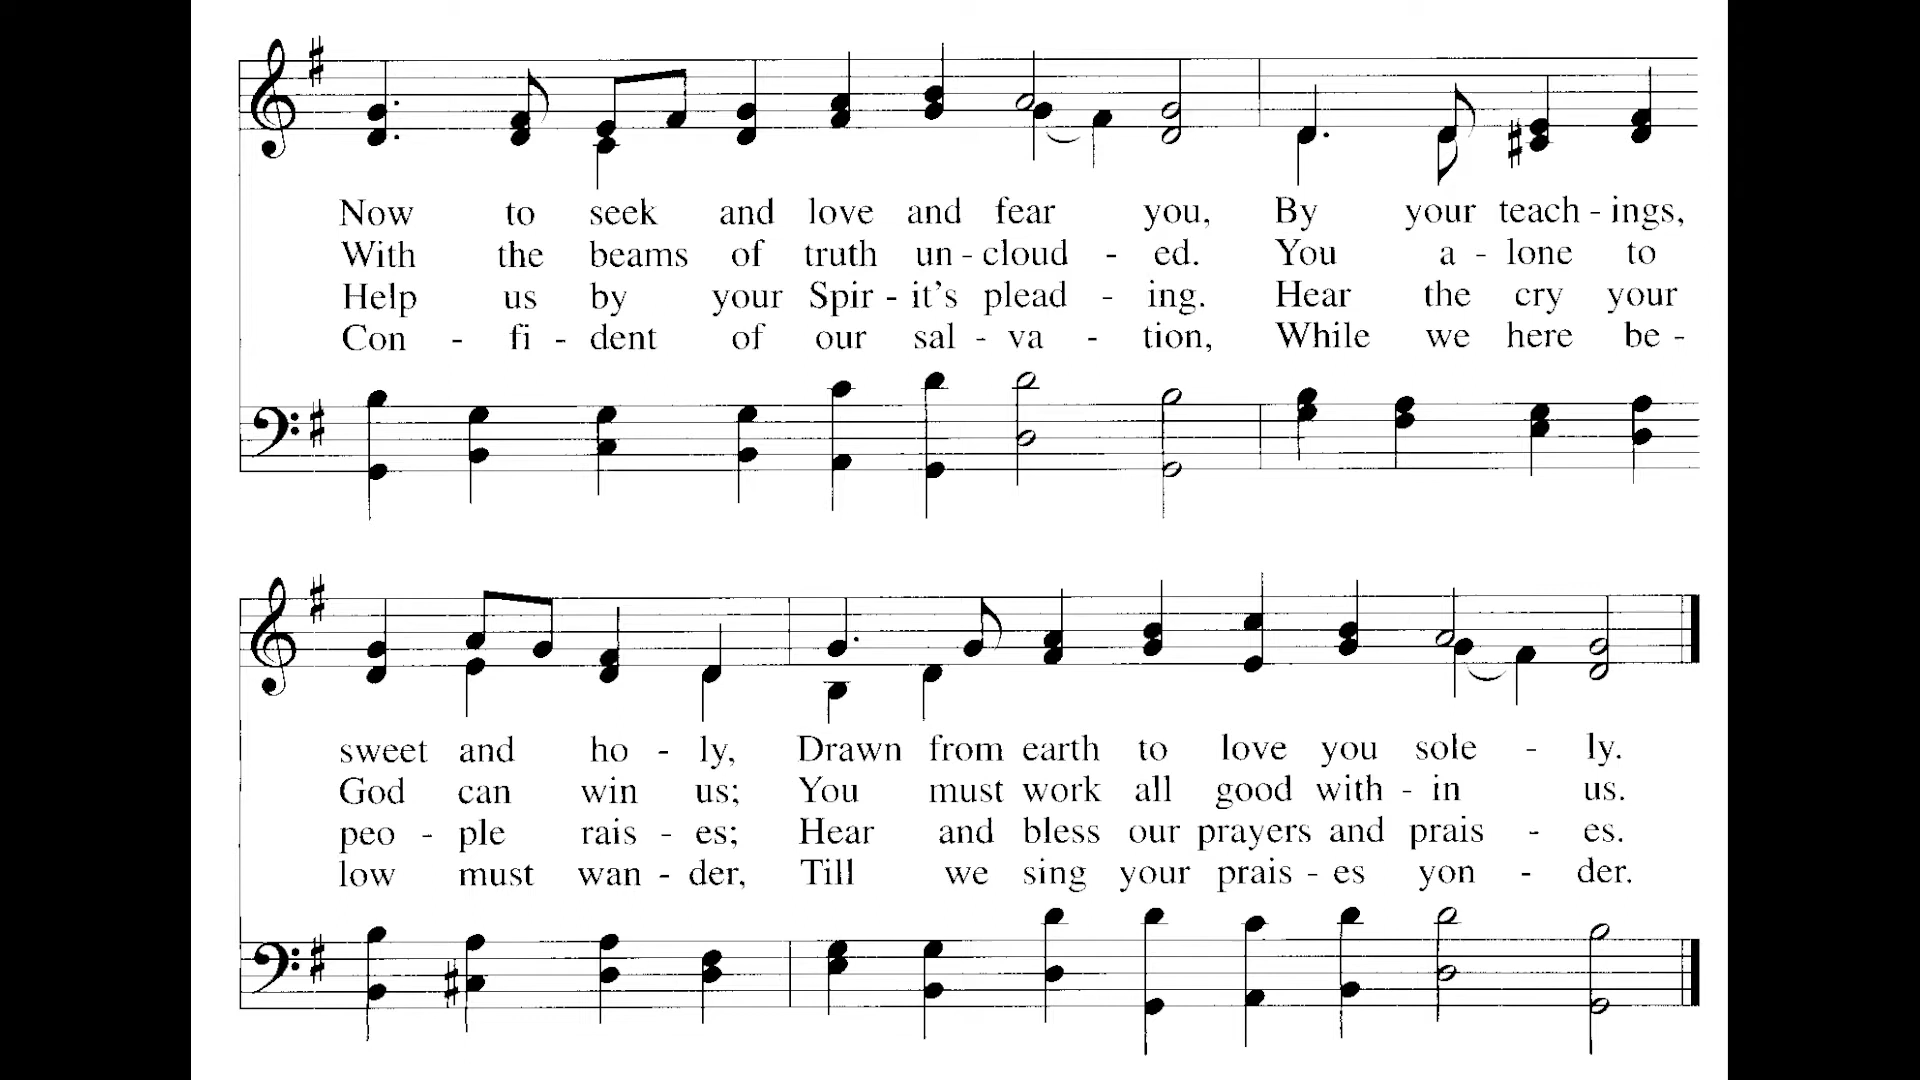 Now to seek and love and fear you, By your teach - ings,
With the beams of truth un - cloud - ed. You a - lone to
Help us by your Spir - it's plead - ing. Hear the cry your
Con - fi - dent of our sal - va - tion, While we here be -
sweet and ho - ly, Drawn from earth to love you sole - ly.
God can win us; You must work all good with - in us.
peo - ple rais - es; Hear and bless our prayers and prais - es.
low must wan - der, Till we sing your prais - es yon - der.